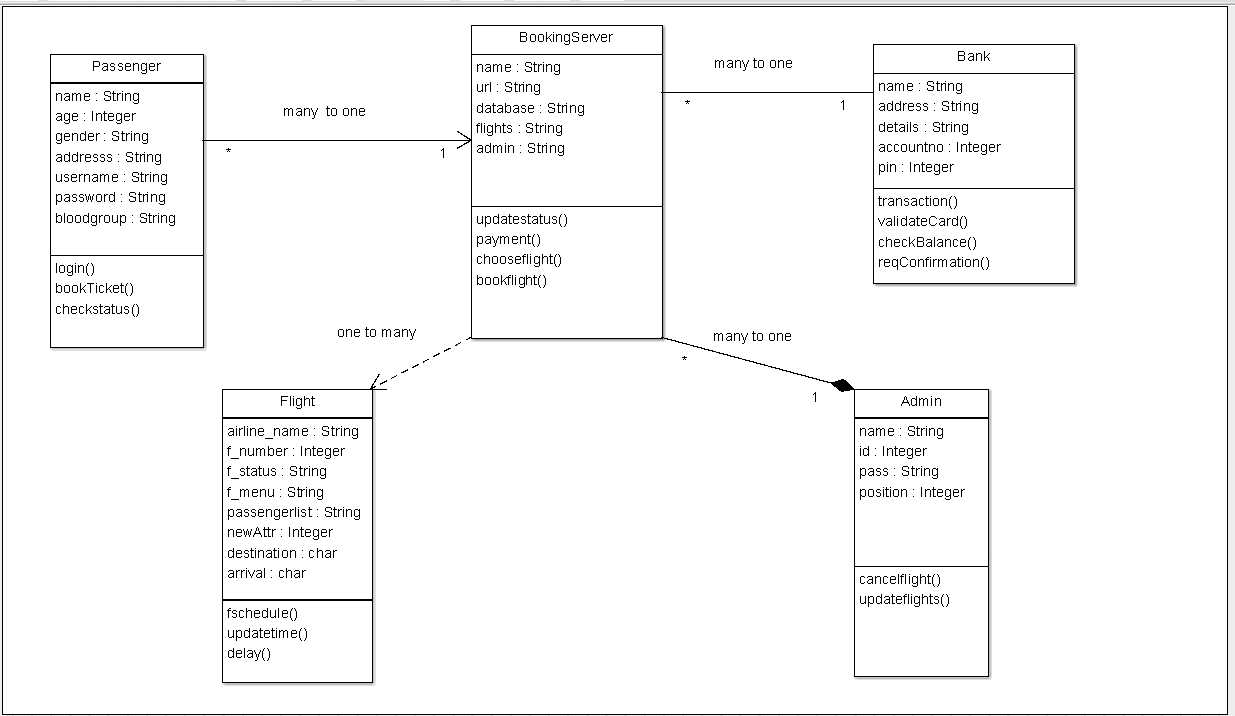 Passenger
name : String
age : Integer
gender : String
addresss : String
username : String
password : String
bloodgroup : String
login()
bookTicket()
checkstatus()
many  to one
*
1
BookingServer
name : String
url : String
database : String
flights : String
admin : String
updatestatus()
payment()
chooseflight()
bookflight()
many to one
*
1
Bank
name : String
address : String
details : String
accountno : Integer
pin : Integer
transaction()
validateCard()
checkBalance()
reqConfirmation()
one to many
many to one
*
1
Flight
airline_name : String
f_number : Integer
f_status : String
f_menu : String
passengerlist : String
newAttr : Integer
destination : char
arrival : char
fschedule()
updatetime()
delay()
Admin
name : String
id : Integer
pass : String
position : Integer
cancelflight()
updateflights()